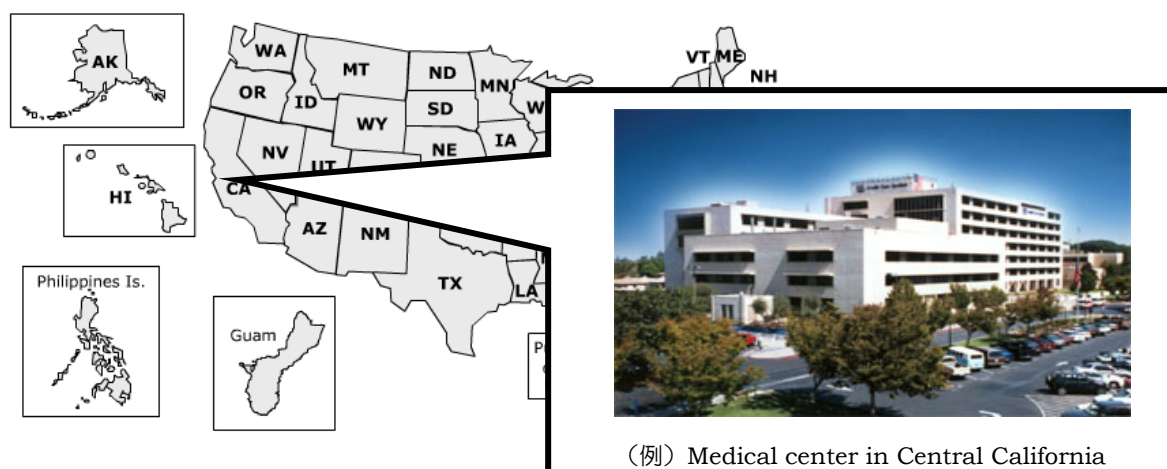 AK
WA
MT
ND
MN
VT
ME
NH
OR
ID
SD
W
WY
IA
NV
UT
NE
CA
HI
AZ
NM
TX
LA
Philippines Is.
Guam
P
（例）Medical center in Central California